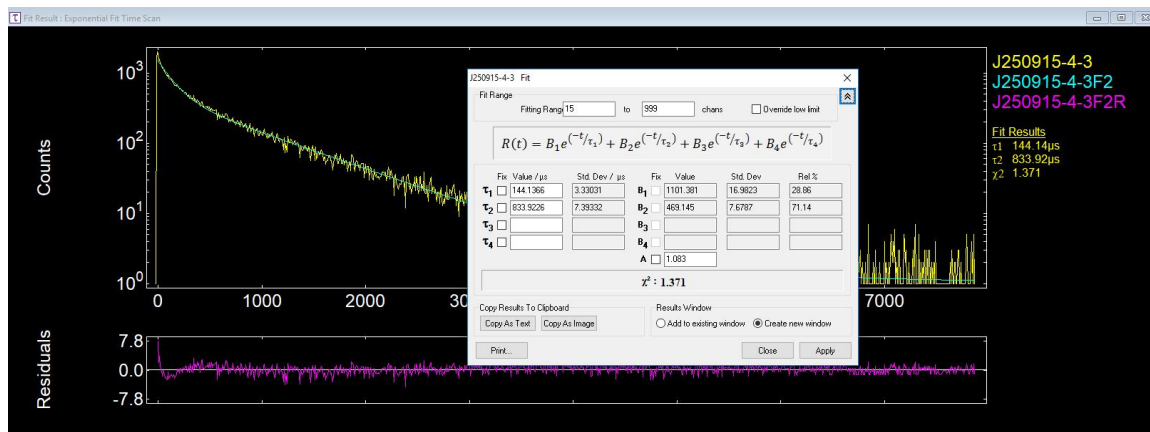 Fit Result : Exponential Fit Time Scan
10³
10²
10¹
10⁰
Counts
0 1000 2000 30 7000
7.8
0.0
-7.8
Residuals
J250915-4-3
J250915-4-3F2
J250915-4-3F2R
Fit Results
τ1 144.14µs
τ2 833.92µs
χ2 1.371
J250915-4-3 Fit
Fit Range
Fitting Rang 15 to 999 chans Override low limit
R(t) = B₁e^(−t/τ₁) + B₂e^(−t/τ₂) + B₃e^(−t/τ₃) + B₄e^(−t/τ₄)
Fix Value / µs Std. Dev / µs Fix Value Std. Dev Rel %
τ₁ 144.1366 3.33031 B₁ 1101.381 16.9823 28.86
τ₂ 833.9226 7.39332 B₂ 469.145 7.6787 71.14
τ₃ B₃
τ₄ B₄
A 1.083
χ² : 1.371
Copy Results To Clipboard
Copy As Text Copy As Image
Results Window
Add to existing window Create new window
Print... Close Apply